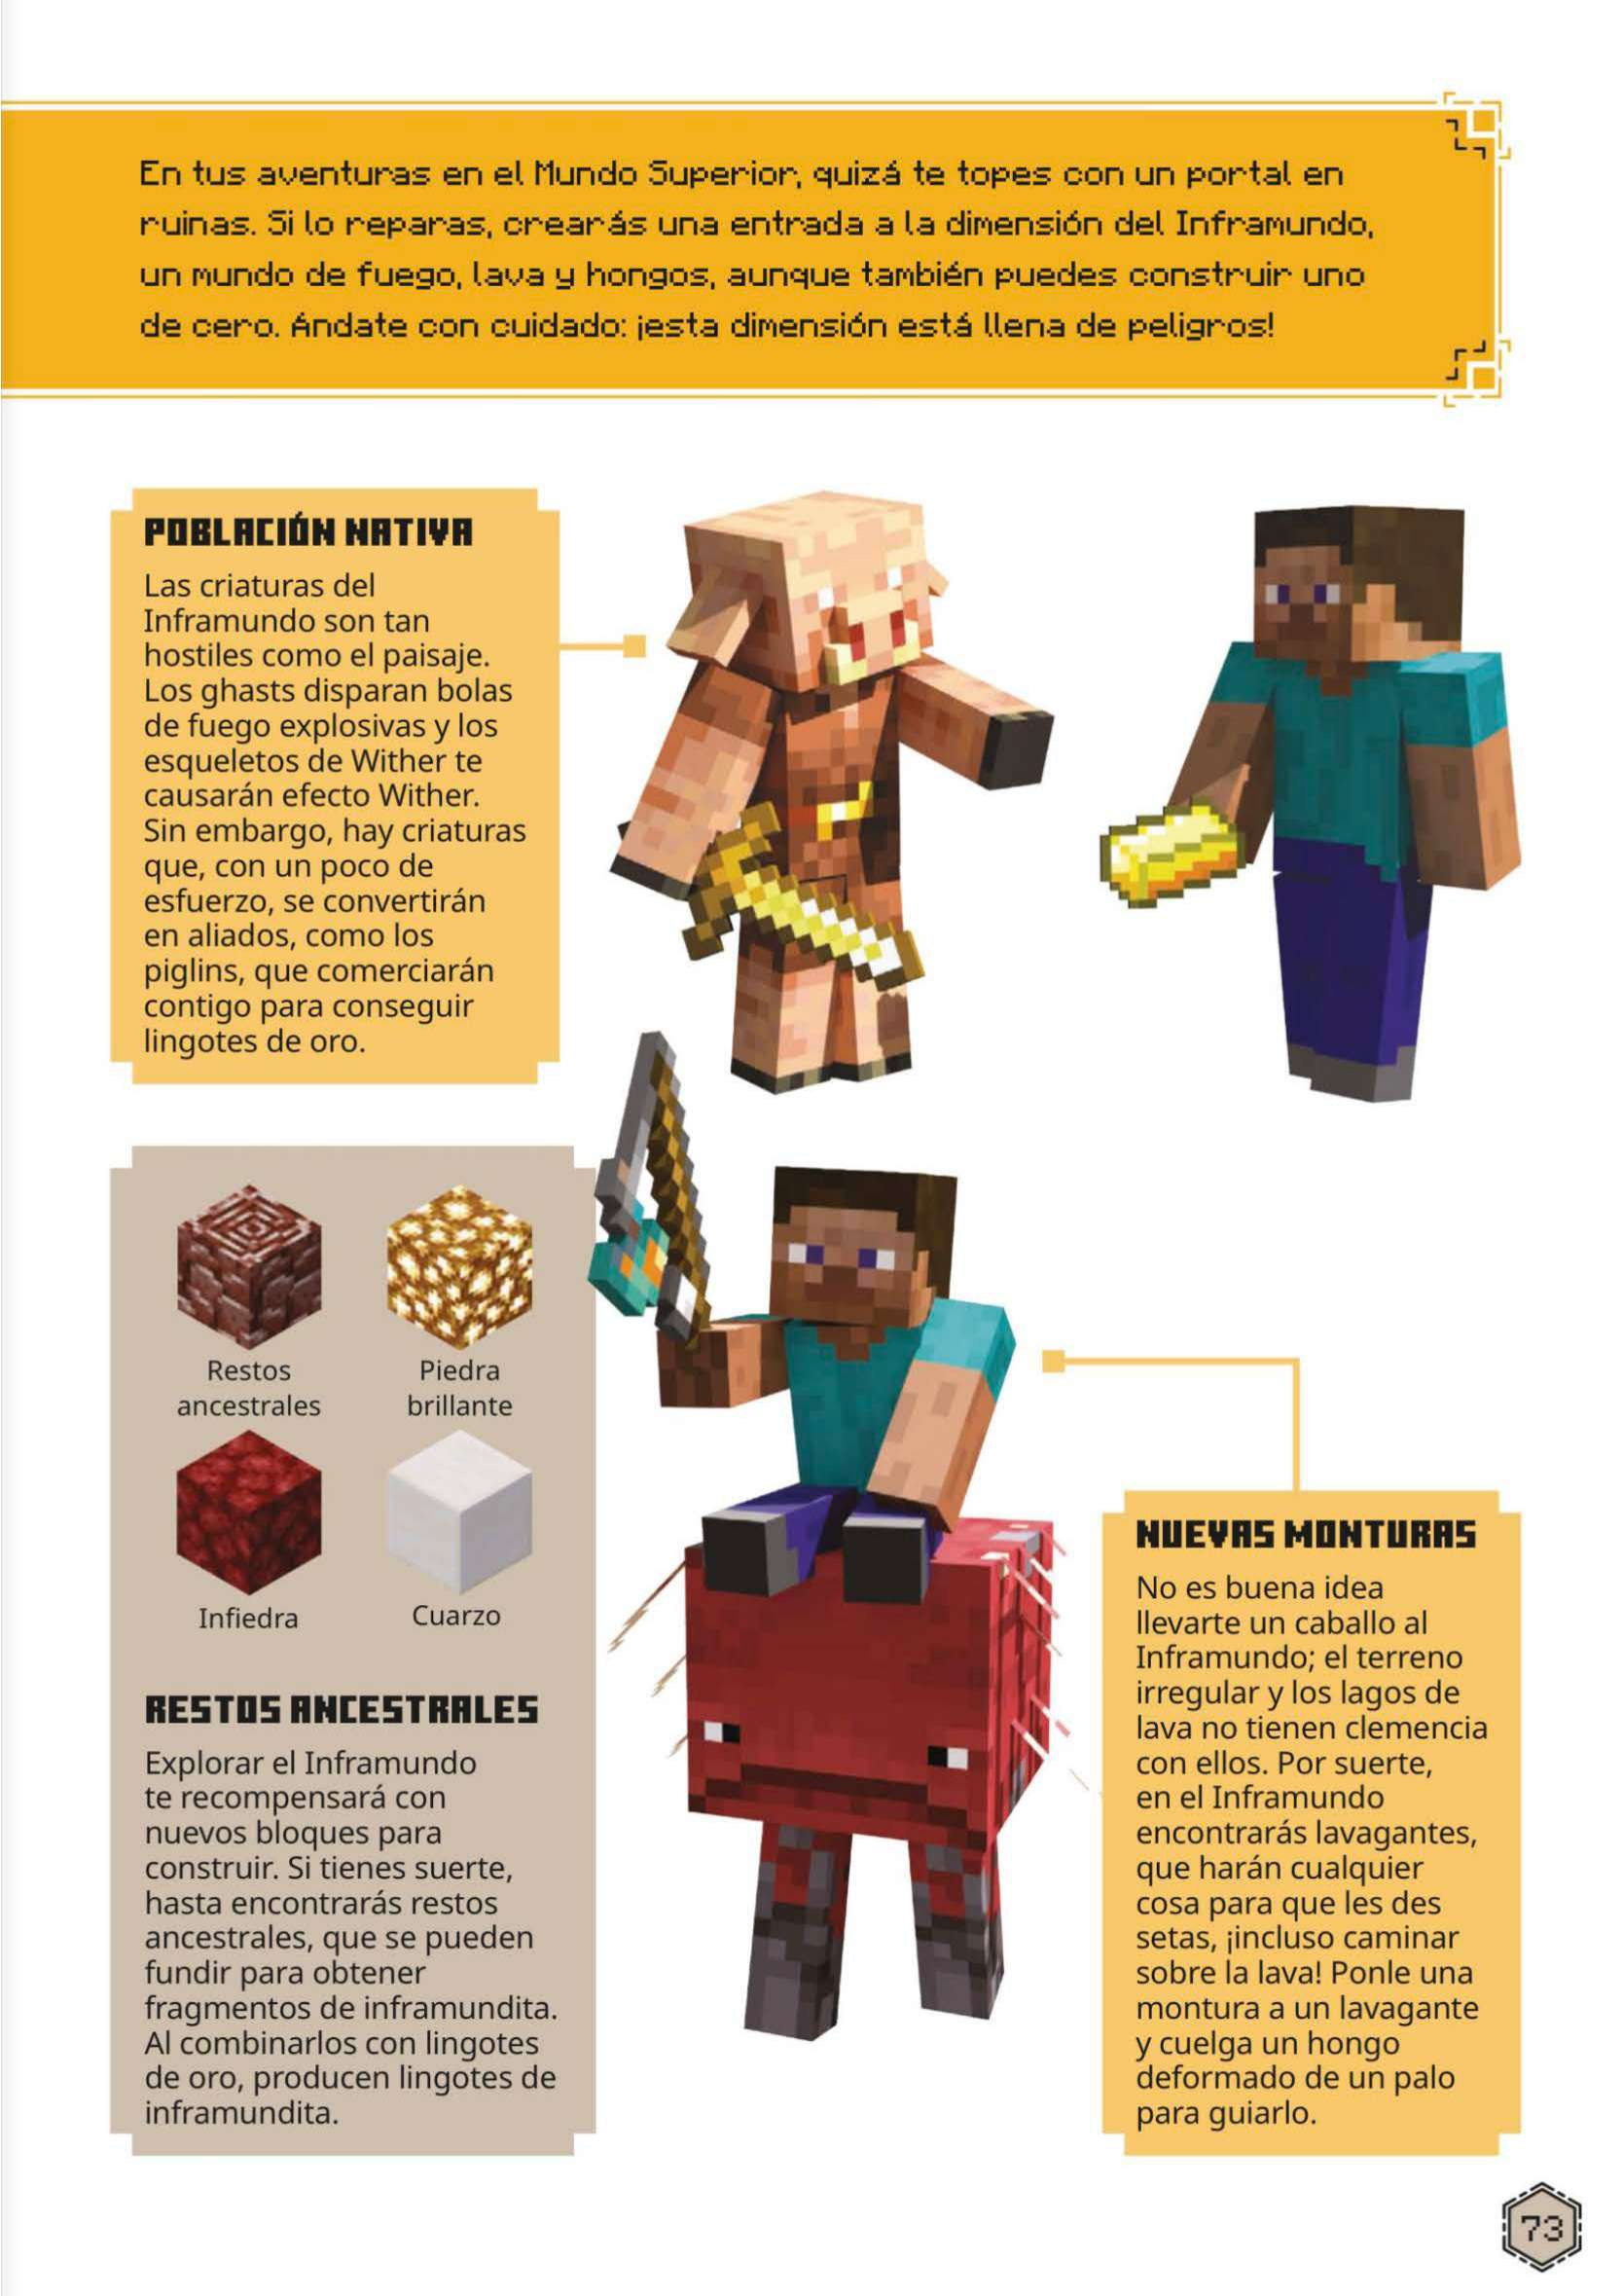 En tus aventuras en el Mundo Superior, quizá te topes con un portal en
ruinas. Si lo reparas, crearás una entrada a la dimensión del Inframundo,
un mundo de fuego, lava y hongos, aunque también puedes construir uno
de cero. Ándate con cuidado: ¡esta dimensión está llena de peligros!
POBLACIÓN NATIVA
Las criaturas del
Inframundo son tan
hostiles como el paisaje.
Los ghasts disparan bolas
de fuego explosivas y los
esqueletos de Wither te
causarán efecto Wither.
Sin embargo, hay criaturas
que, con un poco de
esfuerzo, se convertirán
en aliados, como los
piglins, que comerciarán
contigo para conseguir
lingotes de oro.
Restos
ancestrales
Piedra
brillante
Infiedra
Cuarzo
RESTOS ANCESTRALES
Explorar el Inframundo
te recompensará con
nuevos bloques para
construir. Si tienes suerte,
hasta encontrarás restos
ancestrales, que se pueden
fundir para obtener
fragmentos de inframundita.
Al combinarlos con lingotes
de oro, producen lingotes de
inframundita.
NUEVAS MONTURAS
No es buena idea
llevarte un caballo al
Inframundo; el terreno
irregular y los lagos de
lava no tienen clemencia
con ellos. Por suerte,
en el Inframundo
encontrarás lavagantes,
que harán cualquier
cosa para que les des
setas, ¡incluso caminar
sobre la lava! Ponle una
montura a un lavagante
y cuelga un hongo
deformado de un palo
para guiarlo.
73